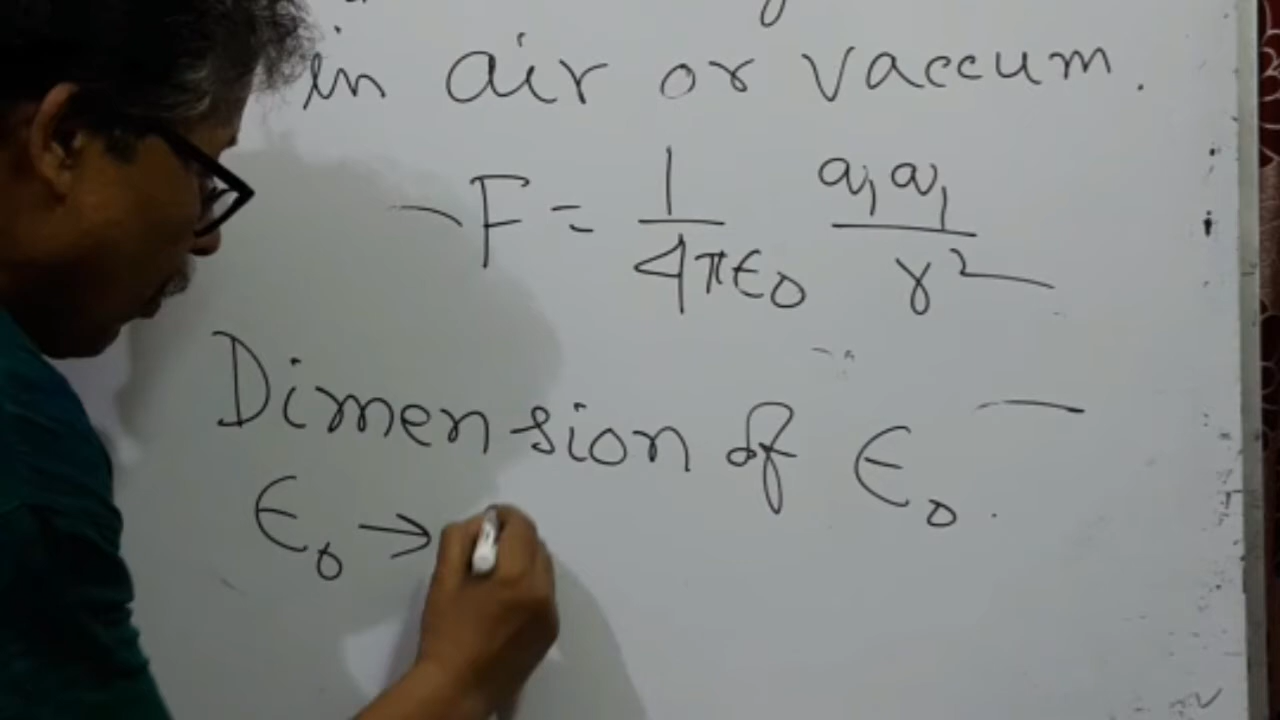 in air or vaccum.
F = 1/4πε0 q1q1/r²
Dimension of ε0.
ε0 →